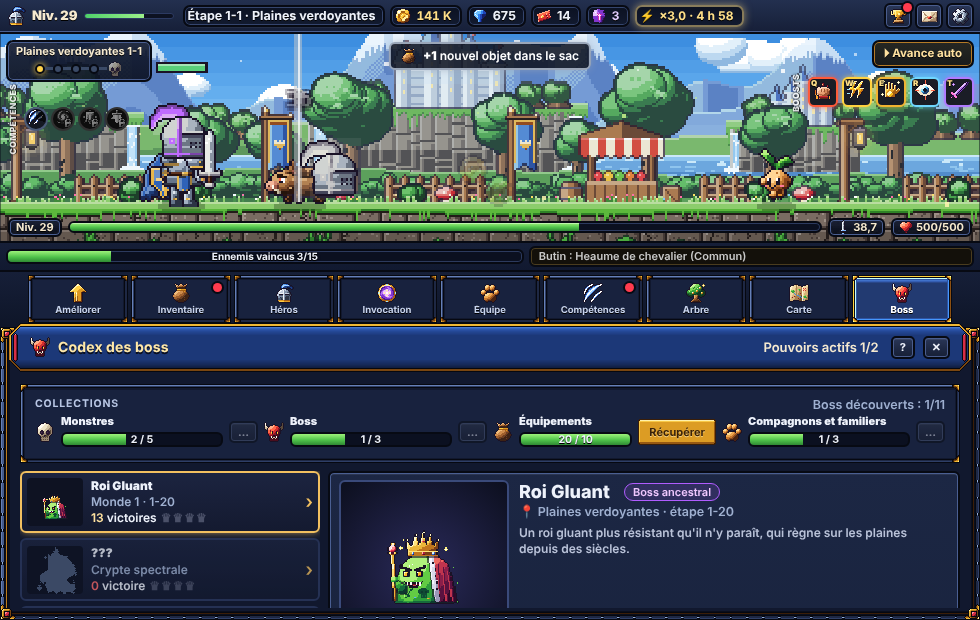 Niv. 29
Étape 1-1 · Plaines verdoyantes
141 K
675
14
3
×3,0 · 4 h 58
Plaines verdoyantes 1-1
+1 nouvel objet dans le sac
Avance auto
COMPÉTENCES
BOOSTS
Niv. 29
38,7
500/500
Ennemis vaincus 3/15
Butin : Heaume de chevalier (Commun)
Améliorer
Inventaire
Héros
Invocation
Equipe
Compétences
Arbre
Carte
Boss
Codex des boss
Pouvoirs actifs 1/2
?
×
COLLECTIONS
Boss découverts : 1/11
Monstres
2 / 5
...
Boss
1 / 3
...
Équipements
20 / 10
Récupérer
Compagnons et familiers
1 / 3
...
Roi Gluant
Monde 1 · 1-20
13 victoires
???
Crypte spectrale
0 victoire
Roi Gluant
Boss ancestral
Plaines verdoyantes · étape 1-20
Un roi gluant plus résistant qu'il n'y paraît, qui règne sur les plaines
depuis des siècles.